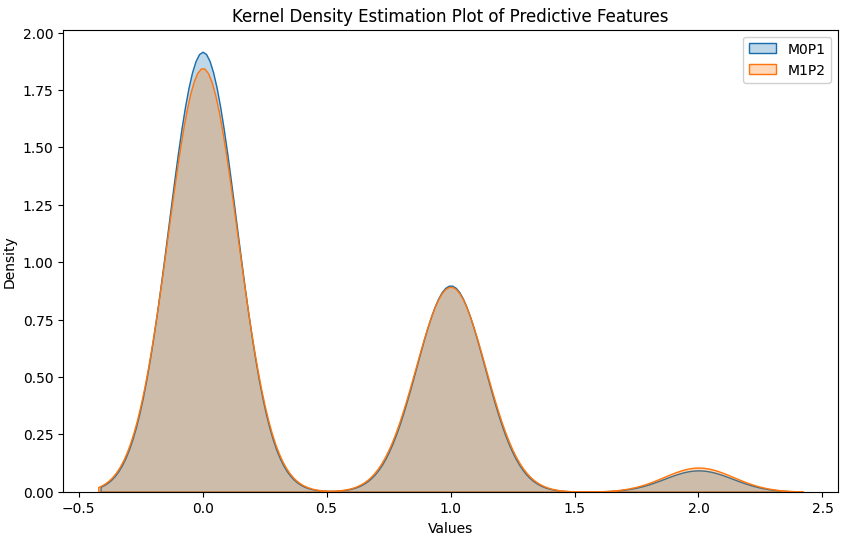 Kernel Density Estimation Plot of Predictive Features
M0P1
M1P2
2.00
1.75
1.50
1.25
1.00
0.75
0.50
0.25
0.00
Density
−0.5 0.0 0.5 1.0 1.5 2.0 2.5
Values